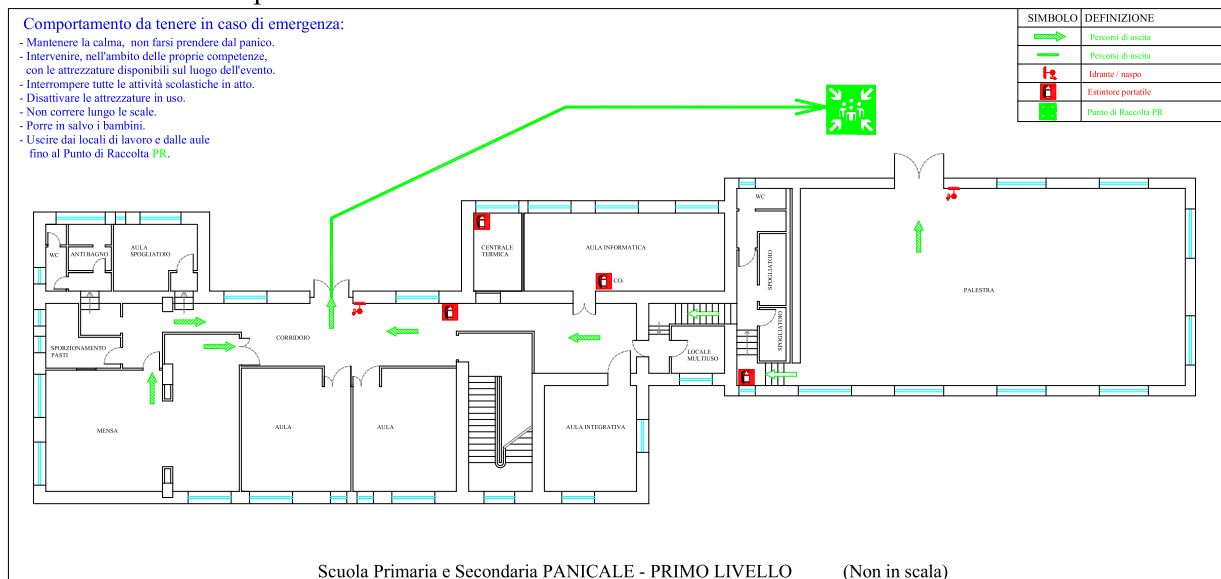 Comportamento da tenere in caso di emergenza:
- Mantenere la calma, non farsi prendere dal panico.
- Intervenire, nell'ambito delle proprie competenze,
con le attrezzature disponibili sul luogo dell'evento.
- Interrompere tutte le attività scolastiche in atto.
- Disattivare le attrezzature in uso.
- Non correre lungo le scale.
- Porre in salvo i bambini.
- Uscire dai locali di lavoro e dalle aule
fino al Punto di Raccolta PR.
SIMBOLO DEFINIZIONE
Percorsi di uscita
Percorsi di uscita
Idrante / naspo
Estintore portatile
Punto di Raccolta PR
WC
ANTI BAGNO
AULA
SPOGLIATOIO
CENTRALE
TERMICA
AULA INFORMATICA
CO2
WC
SPOGLIATOIO
SPOGLIATOIO
PALESTRA
SPORZIONAMENTO
PASTI
CORRIDOIO
LOCALE
MULTIUSO
MENSA
AULA
AULA
AULA INTEGRATIVA
Scuola Primaria e Secondaria PANICALE - PRIMO LIVELLO (Non in scala)